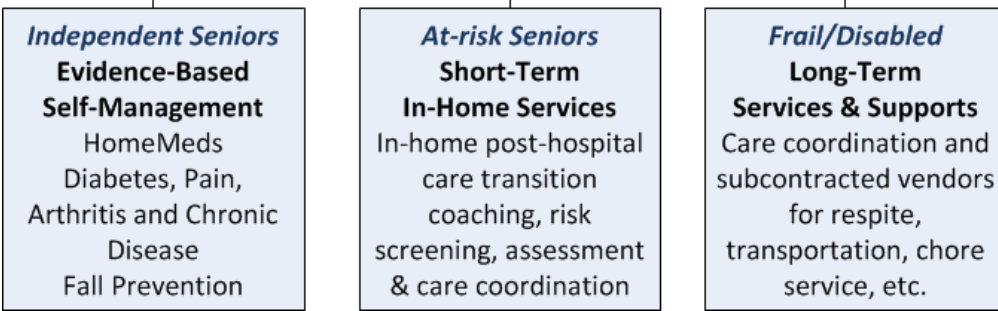 Independent Seniors
Evidence-Based
Self-Management
HomeMeds
Diabetes, Pain,
Arthritis and Chronic
Disease
Fall Prevention
At-risk Seniors
Short-Term
In-Home Services
In-home post-hospital
care transition
coaching, risk
screening, assessment
& care coordination
Frail/Disabled
Long-Term
Services & Supports
Care coordination and
subcontracted vendors
for respite,
transportation, chore
service, etc.